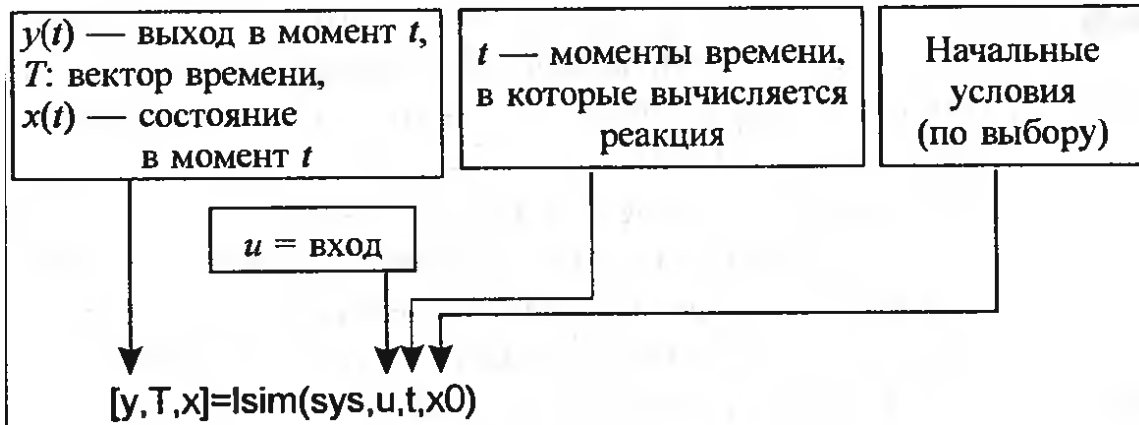 y(t) — выход в момент t,
T: вектор времени,
x(t) — состояние
в момент t
t — моменты времени,
в которые вычисляется
реакция
Начальные
условия
(по выбору)
u = вход
[y,T,x]=lsim(sys,u,t,x0)